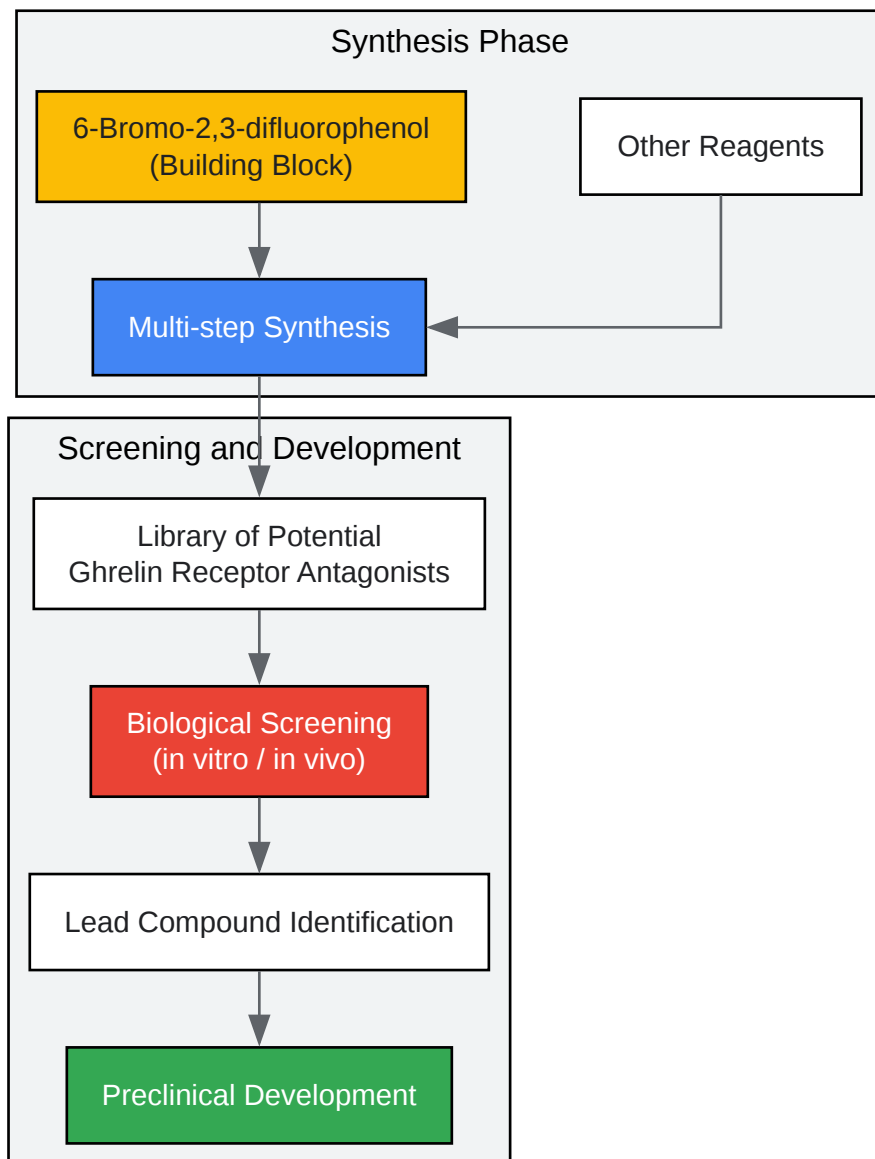 Synthesis Phase
6-Bromo-2,3-difluorophenol
(Building Block)
Other Reagents
Multi-step Synthesis
Screening and Development
Library of Potential
Ghrelin Receptor Antagonists
Biological Screening
(in vitro / in vivo)
Lead Compound Identification
Preclinical Development